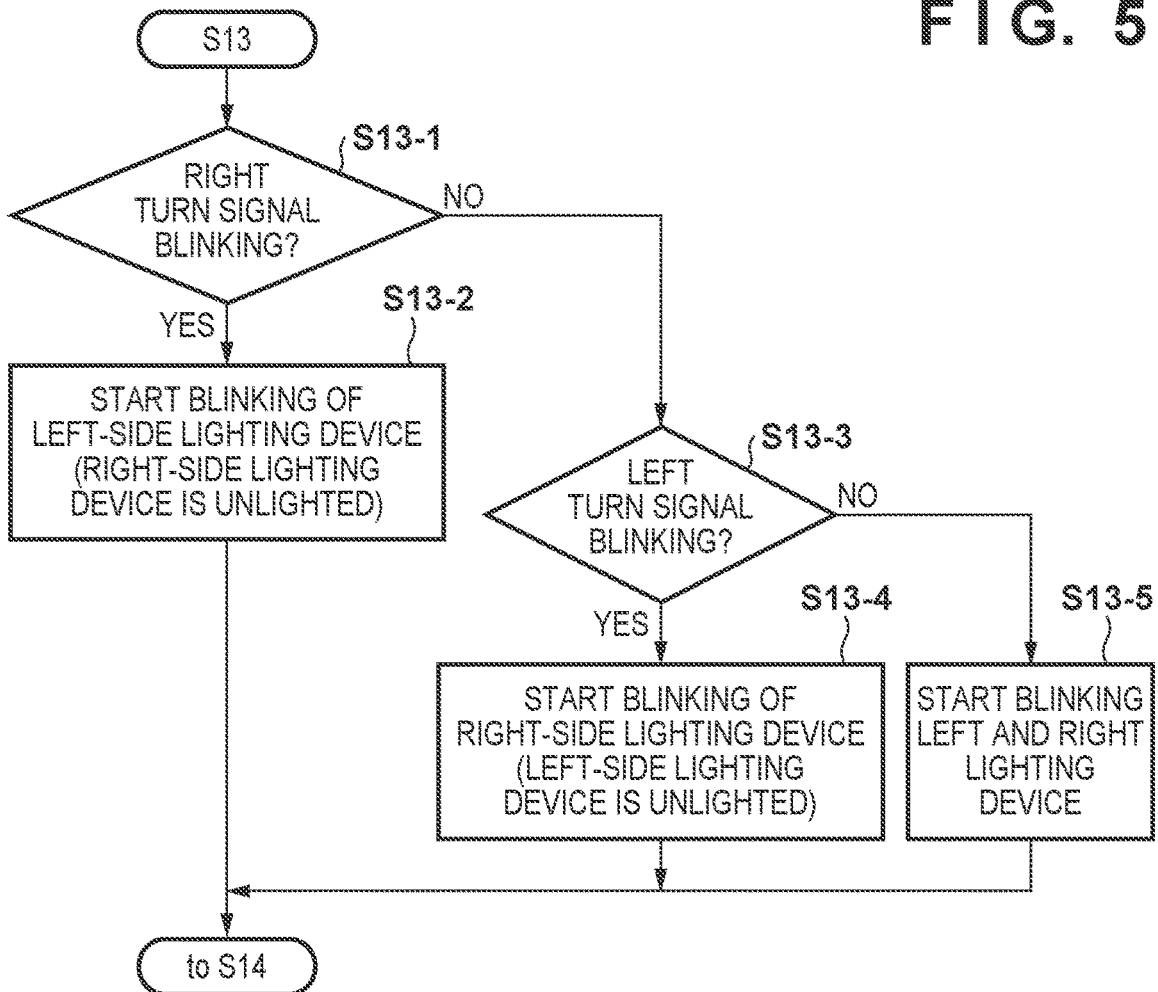 FIG. 5
S13
S13-1
RIGHT
TURN SIGNAL
BLINKING?
NO
YES
S13-2
START BLINKING OF
LEFT-SIDE LIGHTING DEVICE
(RIGHT-SIDE LIGHTING
DEVICE IS UNLIGHTED)
S13-3
LEFT
TURN SIGNAL
BLINKING?
NO
YES
S13-4
START BLINKING OF
RIGHT-SIDE LIGHTING DEVICE
(LEFT-SIDE LIGHTING
DEVICE IS UNLIGHTED)
S13-5
START BLINKING
LEFT AND RIGHT
LIGHTING
DEVICE
to S14